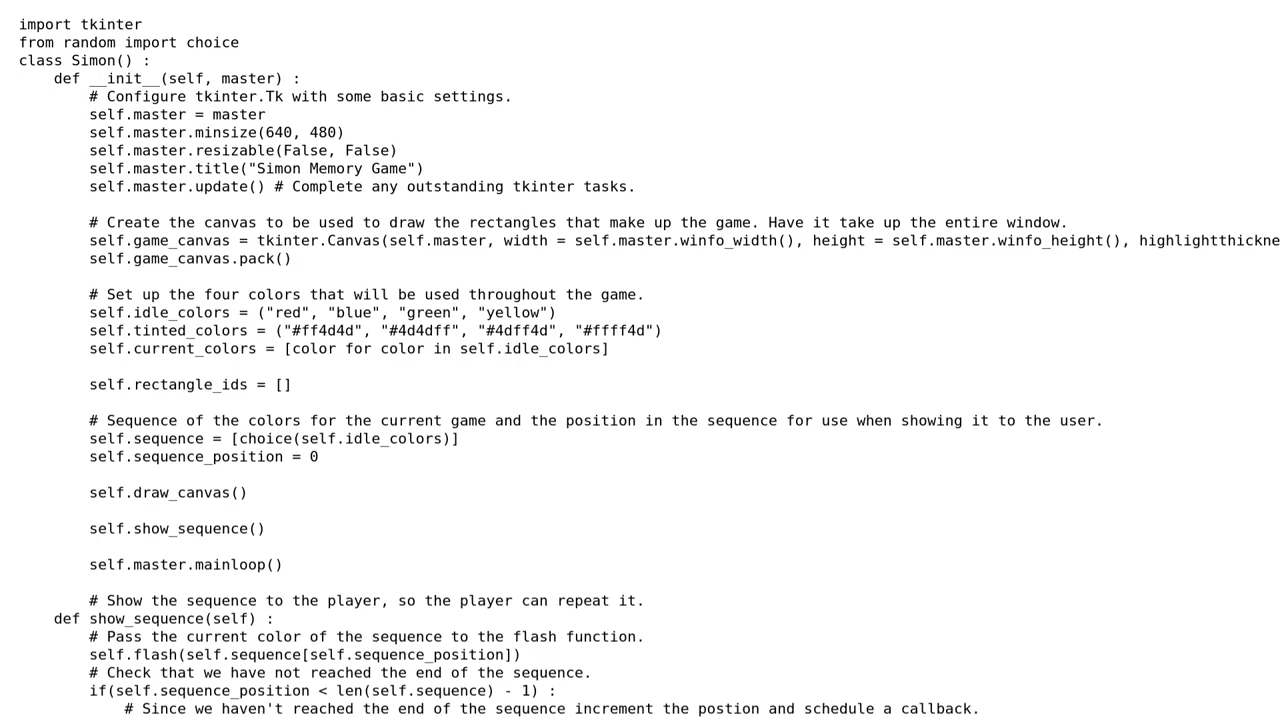 import tkinter
from random import choice
class Simon() :
    def __init__(self, master) :
        # Configure tkinter.Tk with some basic settings.
        self.master = master
        self.master.minsize(640, 480)
        self.master.resizable(False, False)
        self.master.title("Simon Memory Game")
        self.master.update() # Complete any outstanding tkinter tasks.

        # Create the canvas to be used to draw the rectangles that make up the game. Have it take up the entire window.
        self.game_canvas = tkinter.Canvas(self.master, width = self.master.winfo_width(), height = self.master.winfo_height(), highlightthickne
        self.game_canvas.pack()

        # Set up the four colors that will be used throughout the game.
        self.idle_colors = ("red", "blue", "green", "yellow")
        self.tinted_colors = ("#ff4d4d", "#4d4dff", "#4dff4d", "#ffff4d")
        self.current_colors = [color for color in self.idle_colors]

        self.rectangle_ids = []

        # Sequence of the colors for the current game and the position in the sequence for use when showing it to the user.
        self.sequence = [choice(self.idle_colors)]
        self.sequence_position = 0

        self.draw_canvas()

        self.show_sequence()

        self.master.mainloop()

        # Show the sequence to the player, so the player can repeat it.
    def show_sequence(self) :
        # Pass the current color of the sequence to the flash function.
        self.flash(self.sequence[self.sequence_position])
        # Check that we have not reached the end of the sequence.
        if(self.sequence_position < len(self.sequence) - 1) :
            # Since we haven't reached the end of the sequence increment the postion and schedule a callback.